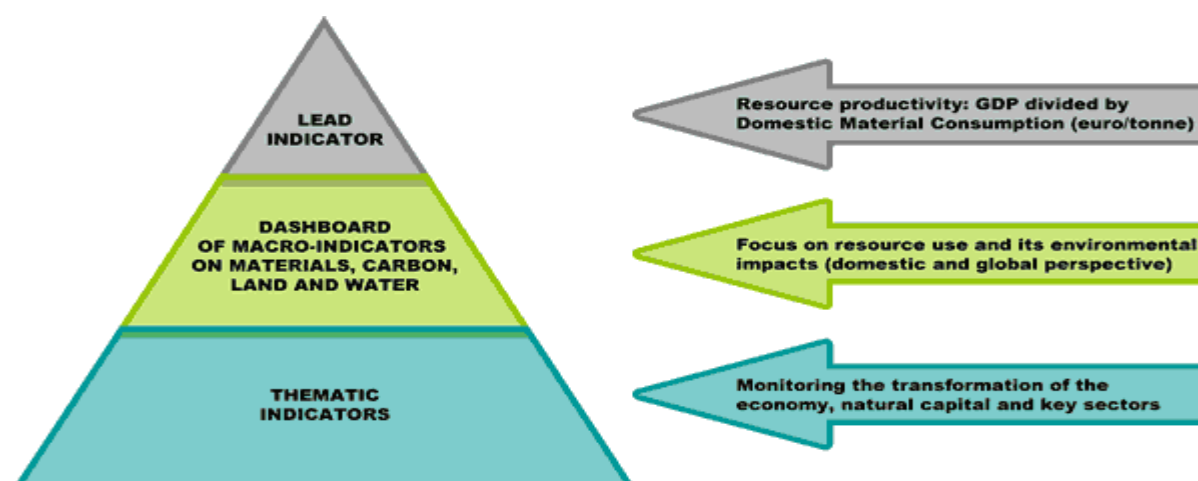 LEAD
INDICATOR
Resource productivity: GDP divided by
Domestic Material Consumption (euro/tonne)
DASHBOARD
OF MACRO-INDICATORS
ON MATERIALS, CARBON,
LAND AND WATER
Focus on resource use and its environmental
impacts (domestic and global perspective)
THEMATIC
INDICATORS
Monitoring the transformation of the
economy, natural capital and key sectors